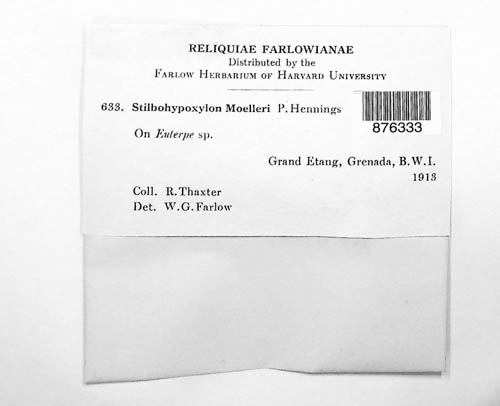 RELIQUIAE FARLOWIANAE
Distributed by the
FARLOW HERBARIUM OF HARVARD UNIVERSITY
633. Stilbohypoxylon Moelleri P. Hennings
876333
On Euterpe sp.
Grand Etang, Grenada, B.W.I.
1913
Coll. R. Thaxter
Det. W. G. Farlow